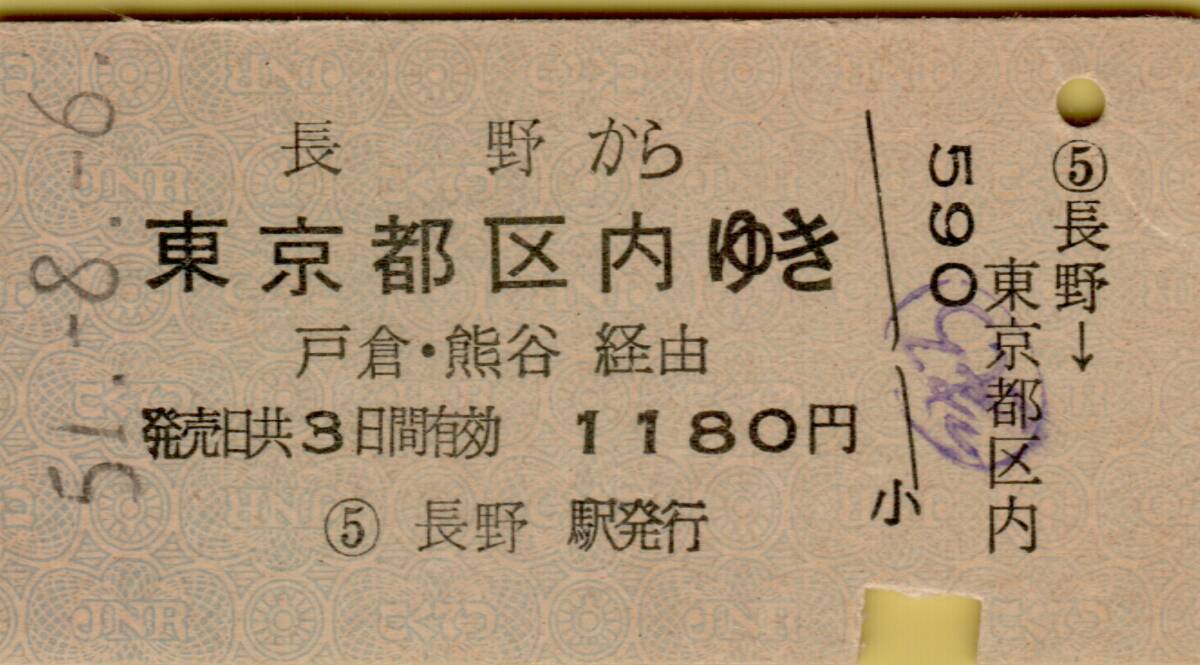 51.-8.-6.
長野から
東京都区内ゆき
戸倉・熊谷 経由
発売日共3日間有効 1180円
⑤ 長野 駅発行
小
590
⑤長野→
東京都区内